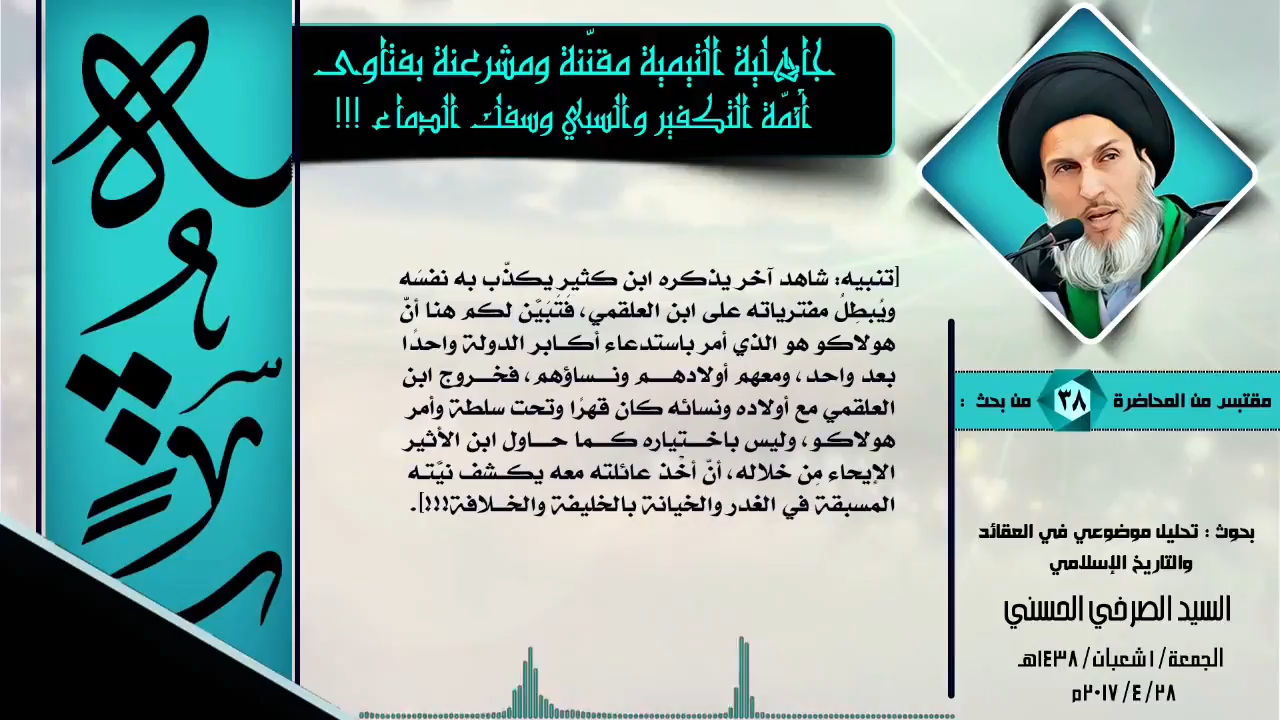 جاهلية التيمية مقنّنة ومشرعنة بفتاوى
أئمّة التكفير والسبي وسفك الدماء !!!
[تنبيه: شاهد آخر يذكره ابن كثير يكذّب به نفسَه
ويُبطِلُ مفترياته على ابن العلقمي، فَتَبَيَّن لكم هنا أنّ
هولاكو هو الذي أمر باستدعاء أكابر الدولة واحدًا
بعد واحد، ومعهم أولادهم ونساؤهم، فخروج ابن
العلقمي مع أولاده ونسائه كان قهرًا وتحت سلطة وأمر
هولاكو، وليس باختياره كما حاول ابن الأثير
الإيحاء مِن خلاله، أنّ أخْذ عائلته معه يكشف نيَّته
المسبقة في الغدر والخيانة بالخليفة والخلافة!!!].
مقتبس من المحاضرة ٣٨ من بحث :
بحوث : تحليل موضوعي في العقائد
والتاريخ الإسلامي
السيد الصرخي الحسني
الجمعة/ ١ شعبان/ ١٤٣٨هـ
٢٨/ ٤/ ٢٠١٧م